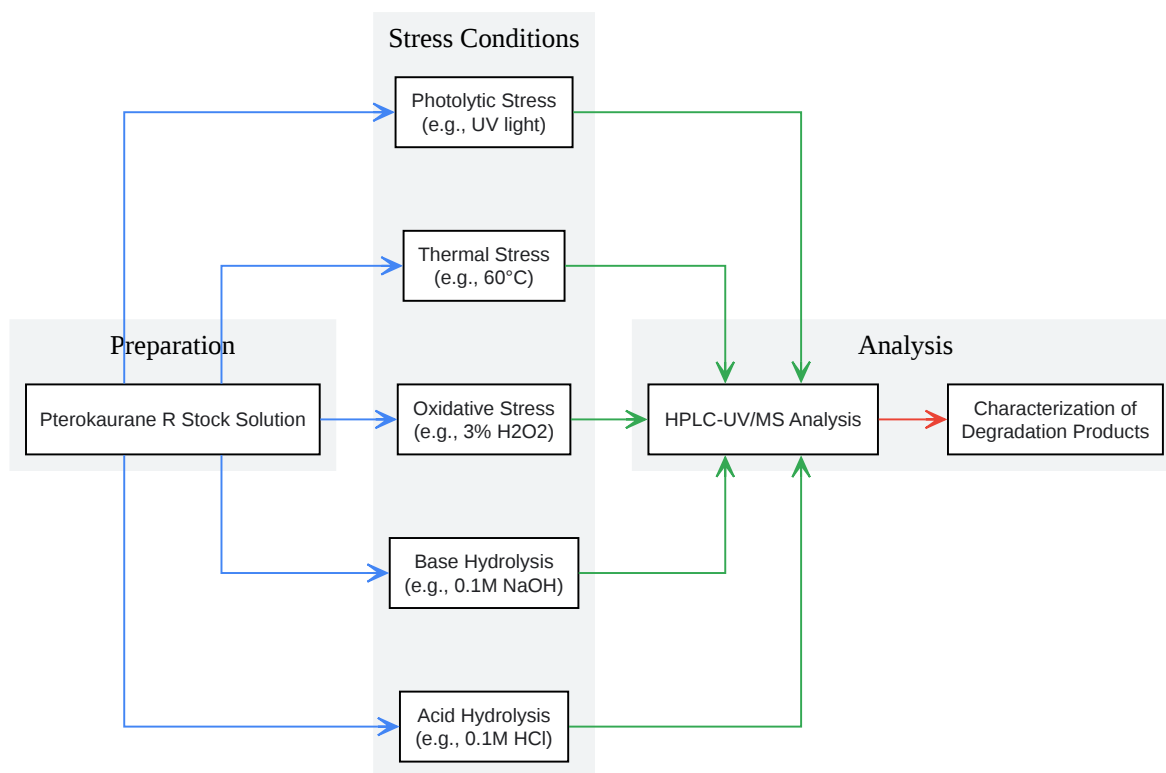 Stress Conditions
Photolytic Stress
(e.g., UV light)
Thermal Stress
(e.g., 60°C)
Preparation
Pterokaurane R Stock Solution
Oxidative Stress
(e.g., 3% H2O2)
Analysis
HPLC-UV/MS Analysis
Characterization of
Degradation Products
Base Hydrolysis
(e.g., 0.1M NaOH)
Acid Hydrolysis
(e.g., 0.1M HCl)